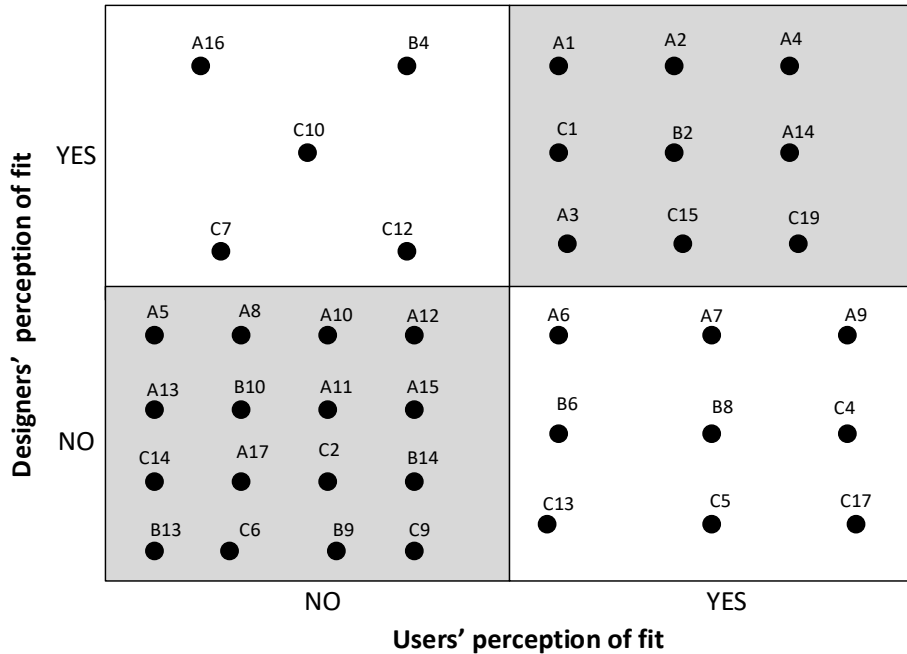 A16 B4 A1 A2 A4
C10 C1 B2 A14
YES
C7 C12 A3 C15 C19
Designers' perception of fit
A5 A8 A10 A12 A6 A7 A9
A13 B10 A11 A15 B6 B8 C4
NO
C14 A17 C2 B14
B13 C6 B9 C9 C13 C5 C17
NO YES
Users' perception of fit